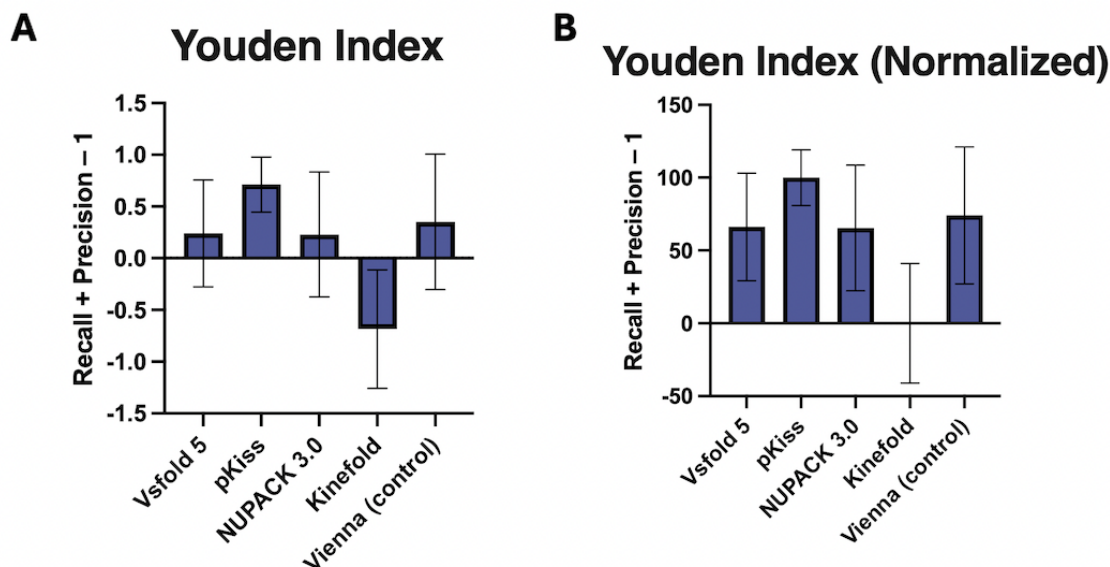 A
Youden Index
Recall + Precision – 1
1.5
1.0
0.5
0.0
-0.5
-1.0
-1.5
Vsfold 5
pKiss
NUPACK 3.0
Kinefold
Vienna (control)
B
Youden Index (Normalized)
Recall + Precision – 1
150
100
50
0
-50
Vsfold 5
pKiss
NUPACK 3.0
Kinefold
Vienna (control)